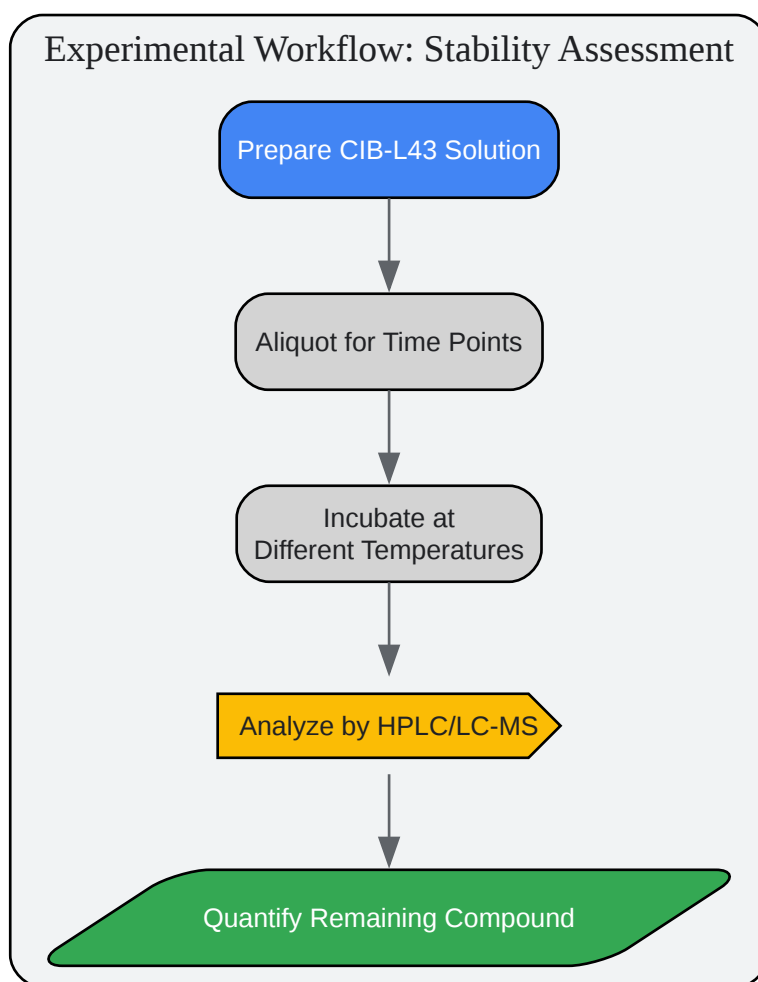 Experimental Workflow: Stability Assessment
Prepare CIB-L43 Solution
Aliquot for Time Points
Incubate at
Different Temperatures
Analyze by HPLC/LC-MS
Quantify Remaining Compound